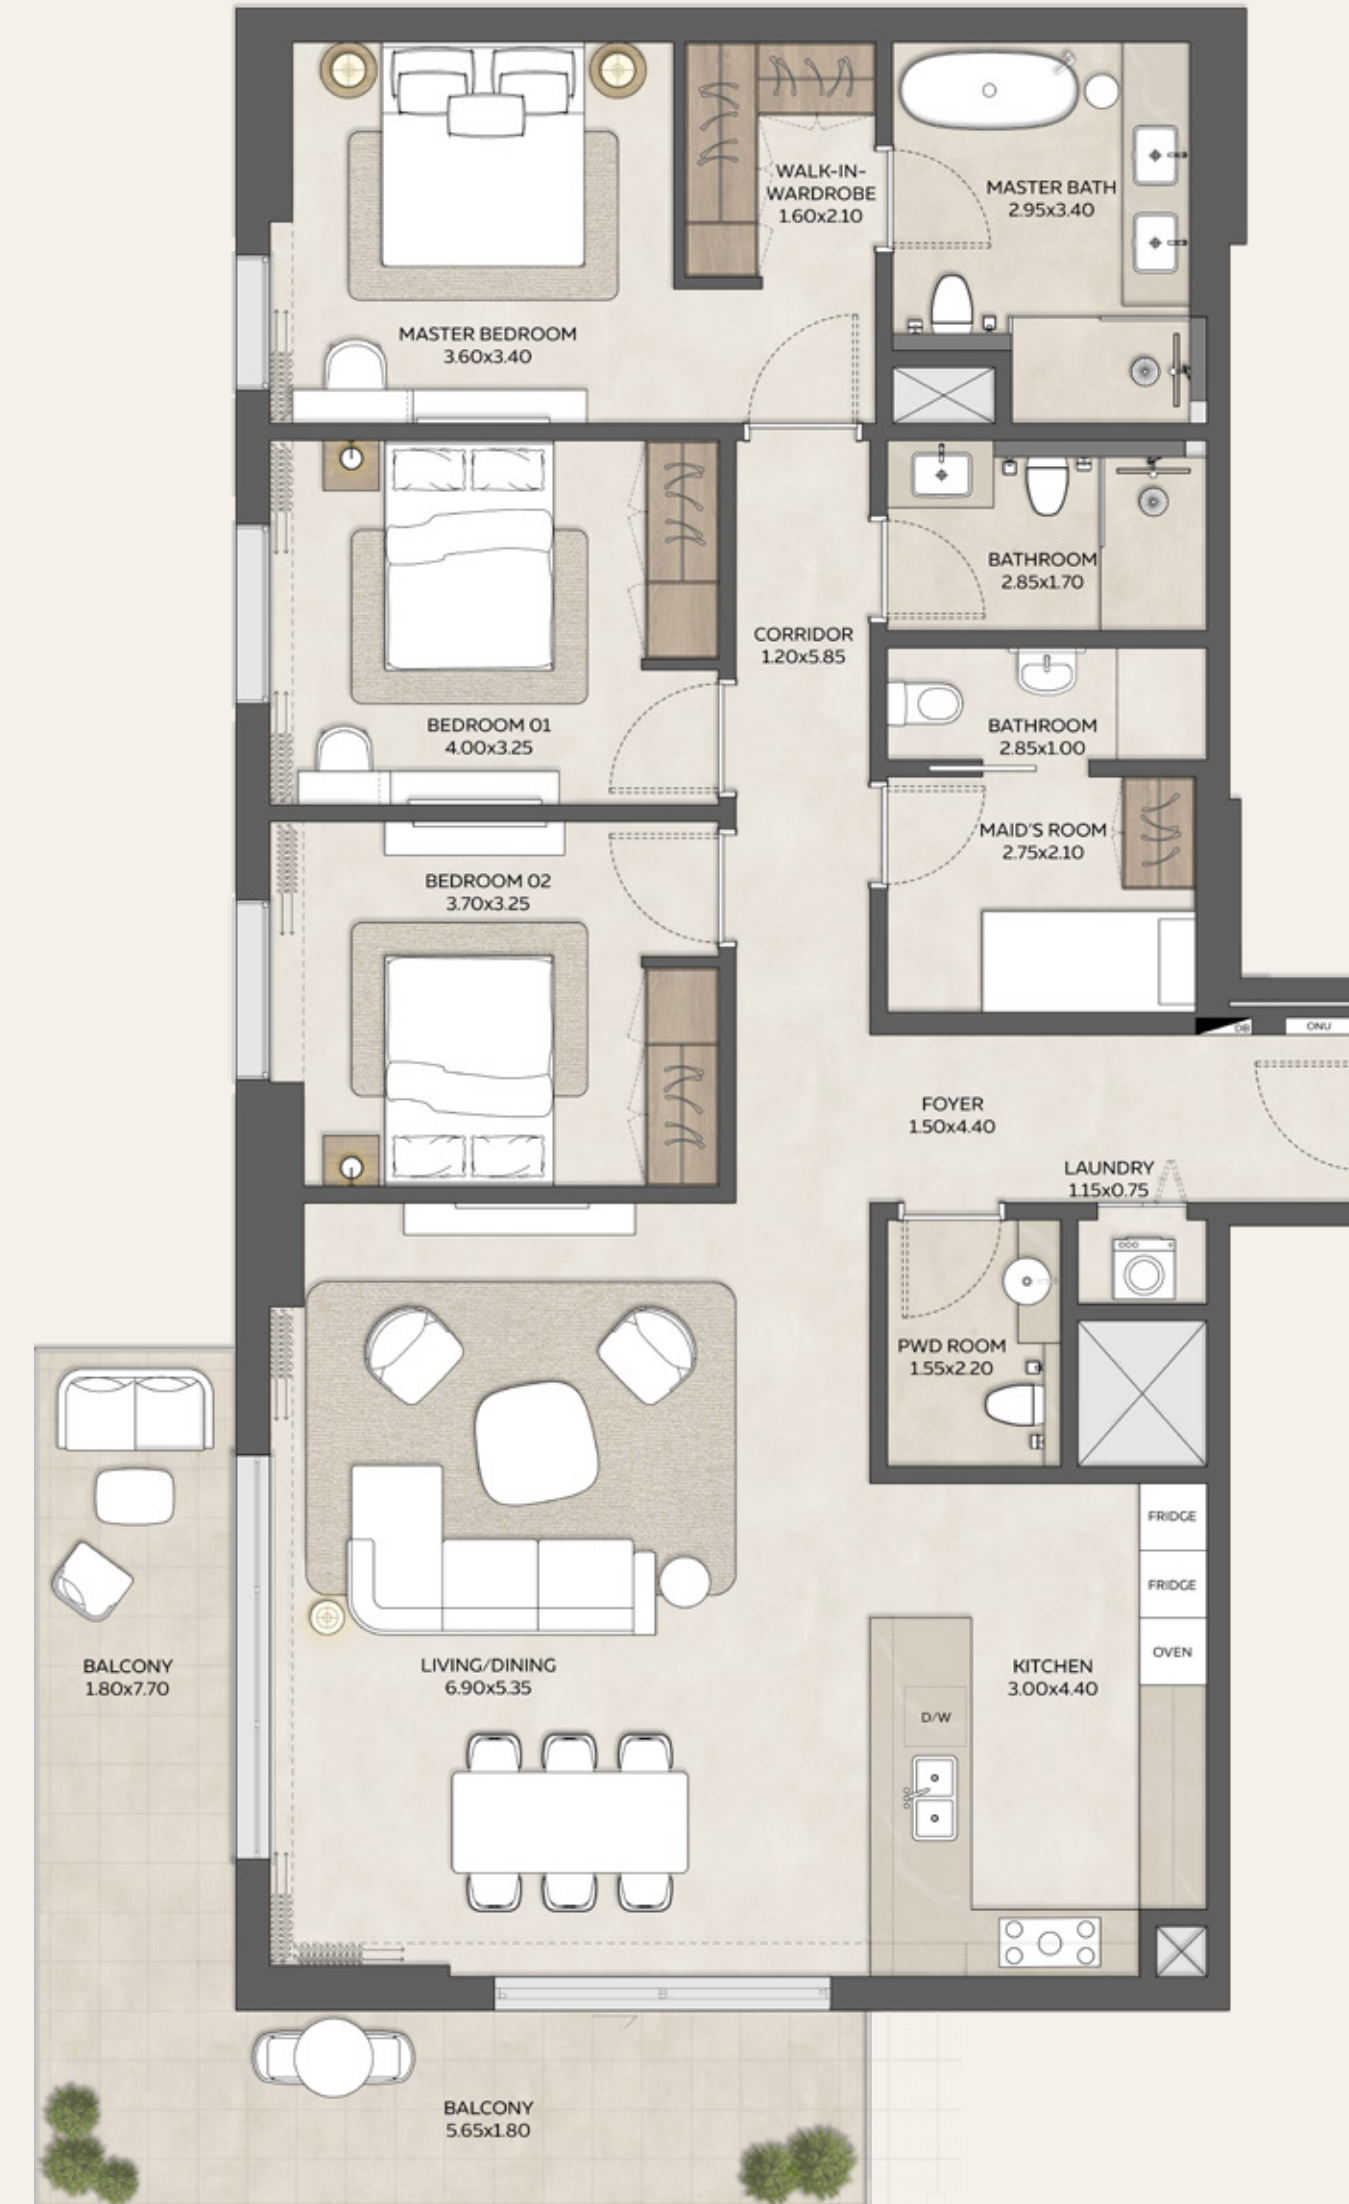 WALK-IN-
WARDROBE
1.60x2.10
MASTER BATH
2.95x3.40
MASTER BEDROOM
3.60x3.40
BATHROOM
2.85x1.70
CORRIDOR
1.20x5.85
BEDROOM 01
4.00x3.25
BATHROOM
2.85x1.00
MAID'S ROOM
2.75x2.10
BEDROOM 02
3.70x3.25
DB
ONU
FOYER
1.50x4.40
LAUNDRY
1.15x0.75
PWD ROOM
1.55x2.20
FRIDGE
FRIDGE
OVEN
BALCONY
1.80x7.70
LIVING/DINING
6.90x5.35
KITCHEN
3.00x4.40
D/W
BALCONY
5.65x1.80